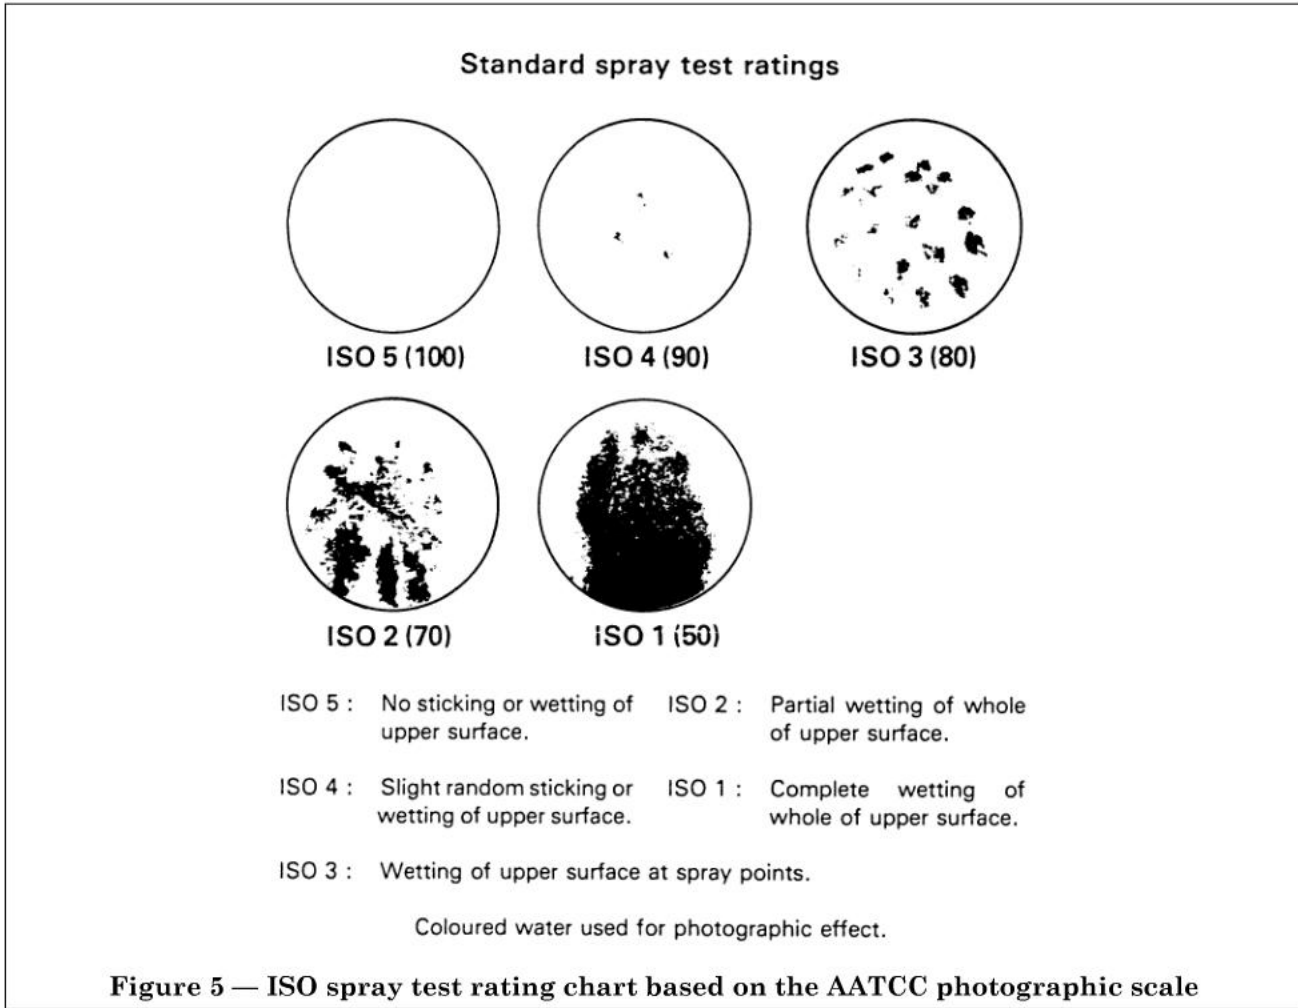 Standard spray test ratings
ISO 5 (100)
ISO 4 (90)
ISO 3 (80)
ISO 2 (70)
ISO 1 (50)
ISO 5 : No sticking or wetting of
upper surface.
ISO 2 : Partial wetting of whole
of upper surface.
ISO 4 : Slight random sticking or
wetting of upper surface.
ISO 1 : Complete wetting of
whole of upper surface.
ISO 3 : Wetting of upper surface at spray points.
Coloured water used for photographic effect.
Figure 5 — ISO spray test rating chart based on the AATCC photographic scale